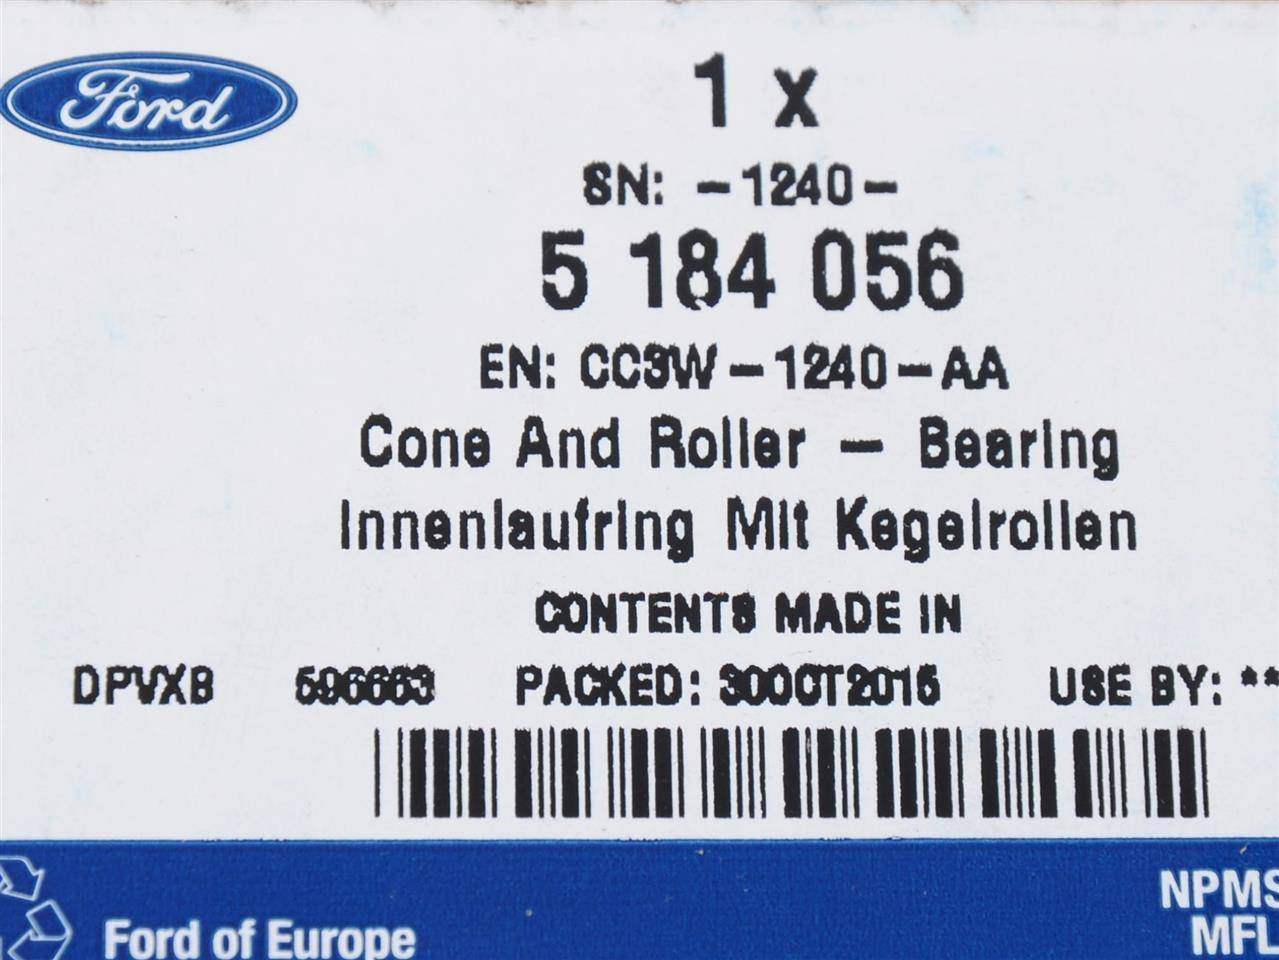 Ford
1 x
SN: -1240-
5 184 056
EN: CC3W-1240-AA
Cone And Roller - Bearing
Innenlaufring Mit Kegelrollen
CONTENTS MADE IN
DPVXB 596663 PACKED: 30OCT2015 USE BY: **
NPMS
Ford of Europe MFL